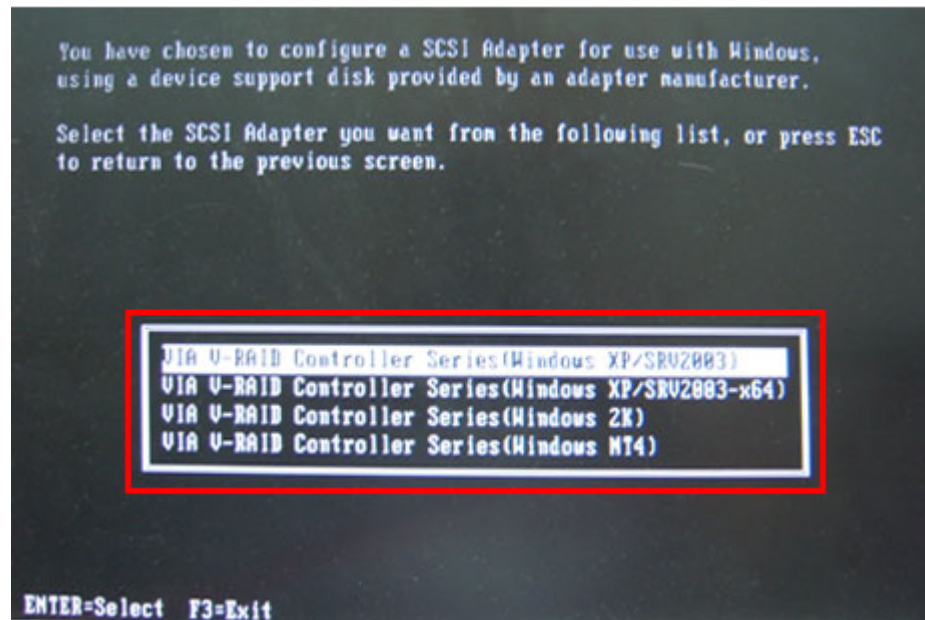 You have chosen to configure a SCSI Adapter for use with Windows,
using a device support disk provided by an adapter manufacturer.
Select the SCSI Adapter you want from the following list, or press ESC
to return to the previous screen.
VIA V-RAID Controller Series(Windows XP/SRV2003)
VIA V-RAID Controller Series(Windows XP/SRV2003-x64)
VIA V-RAID Controller Series(Windows 2K)
VIA V-RAID Controller Series(Windows NT4)
ENTER=Select F3=Exit